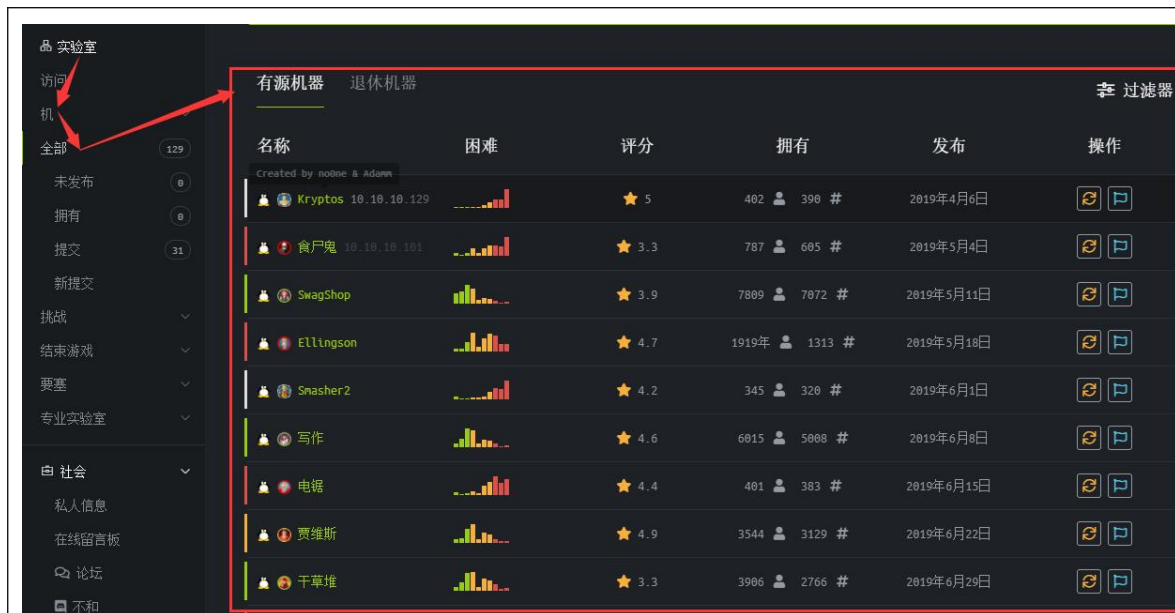 实验室
访问
机
全部 129
未发布 0
拥有 0
提交 31
新提交
挑战
结束游戏
要塞
专业实验室
社会
私人信息
在线留言板
论坛
不和
有源机器 退休机器
过滤器
名称 困难 评分 拥有 发布 操作
Created by no0ne & Adamm
Kryptos 10.10.10.129 5 402 390 # 2019年4月6日
食尸鬼 10.10.10.101 3.3 787 605 # 2019年5月4日
SwagShop 3.9 7809 7072 # 2019年5月11日
Ellingson 4.7 1919年 1313 # 2019年5月18日
Smasher2 4.2 345 320 # 2019年6月1日
写作 4.6 6015 5008 # 2019年6月8日
电锯 4.4 401 383 # 2019年6月15日
贾维斯 4.9 3544 3129 # 2019年6月22日
干草堆 3.3 3906 2766 # 2019年6月29日